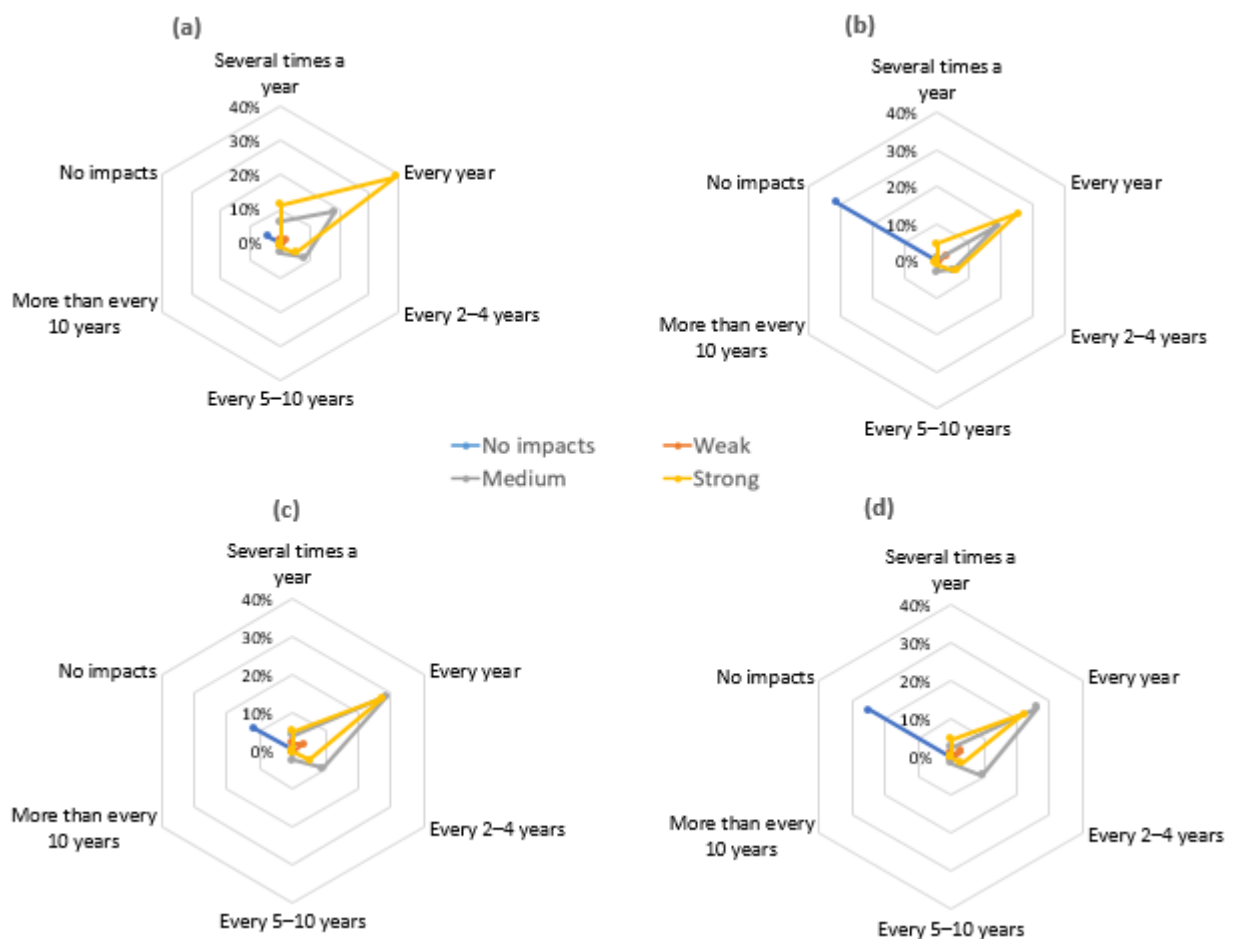 (a)
Several times a
year
40%
30%
20%
10%
0%
No impacts
Every year
More than every
10 years
Every 2–4 years
Every 5–10 years
(b)
Several times a
year
40%
30%
20%
10%
0%
No impacts
Every year
More than every
10 years
Every 2–4 years
Every 5–10 years
No impacts
Weak
Medium
Strong
(c)
Several times a
year
40%
30%
20%
10%
0%
No impacts
Every year
More than every
10 years
Every 2–4 years
Every 5–10 years
(d)
Several times a
year
40%
30%
20%
10%
0%
No impacts
Every year
More than every
10 years
Every 2–4 years
Every 5–10 years